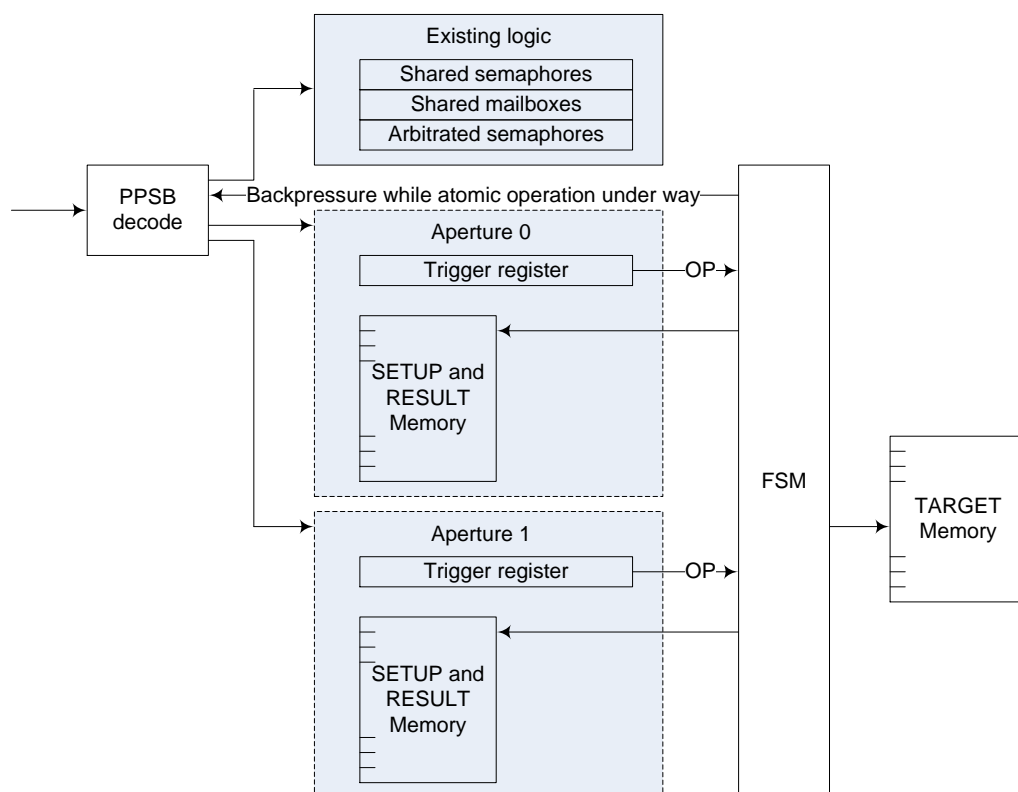 Existing logic
Shared semaphores
Shared mailboxes
Arbitrated semaphores
PPSB
decode
Backpressure while atomic operation under way
Aperture 0
Trigger register
OP
SETUP and
RESULT
Memory
FSM
TARGET
Memory
Aperture 1
Trigger register
OP
SETUP and
RESULT
Memory